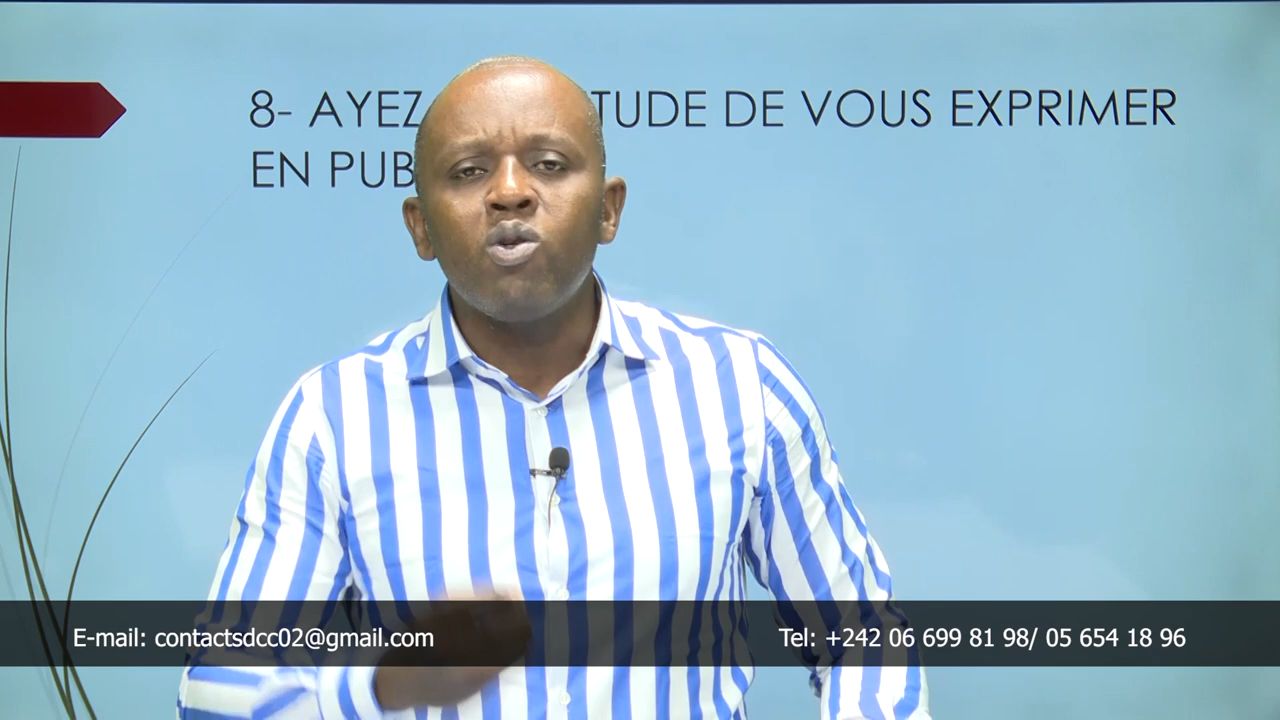 8- AYEZ TUDE DE VOUS EXPRIMER
EN PUB
E-mail: contactsdcc02@gmail.com
Tel: +242 06 699 81 98/ 05 654 18 96